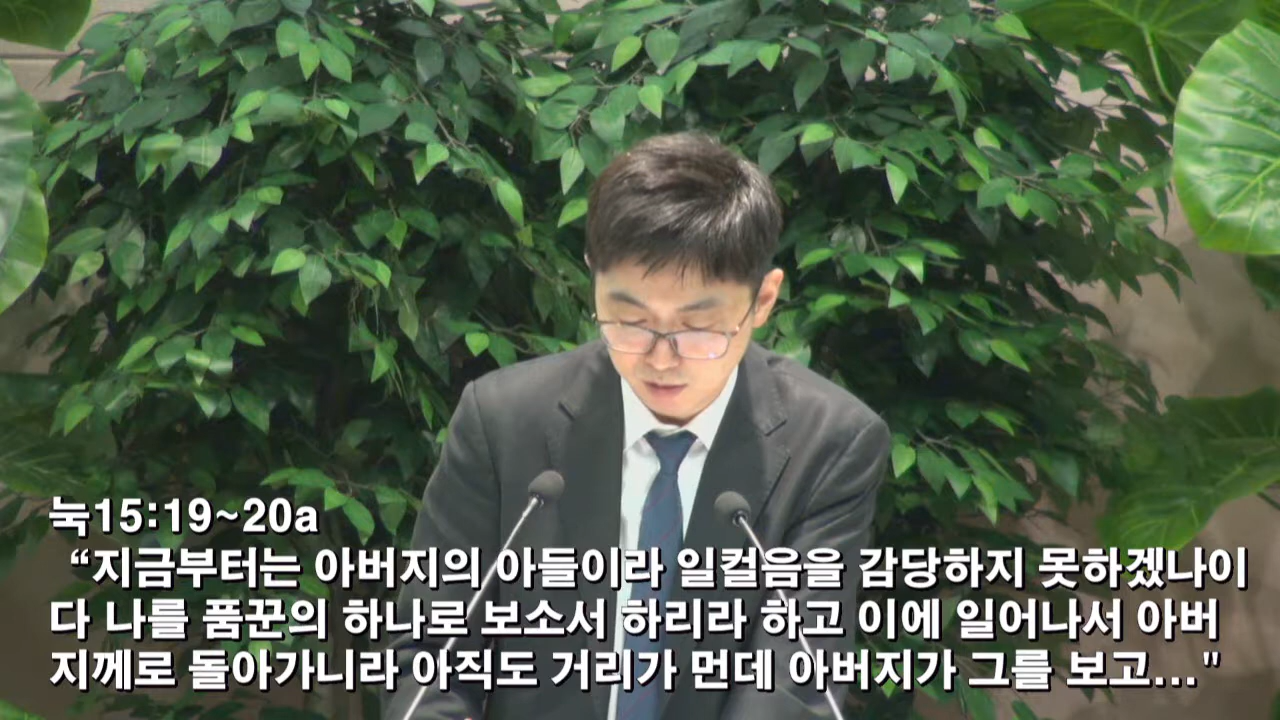 눅15:19~20a
“지금부터는 아버지의 아들이라 일컬음을 감당하지 못하겠나이
다 나를 품꾼의 하나로 보소서 하리라 하고 이에 일어나서 아버
지께로 돌아가니라 아직도 거리가 먼데 아버지가 그를 보고..."